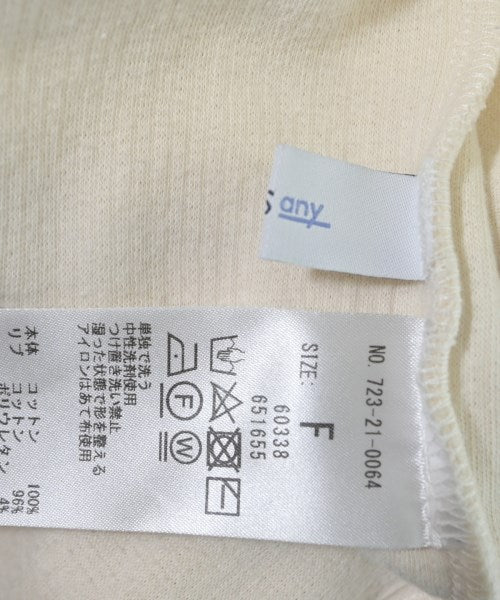 any
NO. 723-21-0064
SIZE:
F
60338
651655
F
W
単独で洗う
中性洗剤使用
つけ置き洗い禁止
湿った状態で形を整える
アイロンはあて布使用
本体 コットン 100%
リブ コットン 96%
ポリウレタン 4%